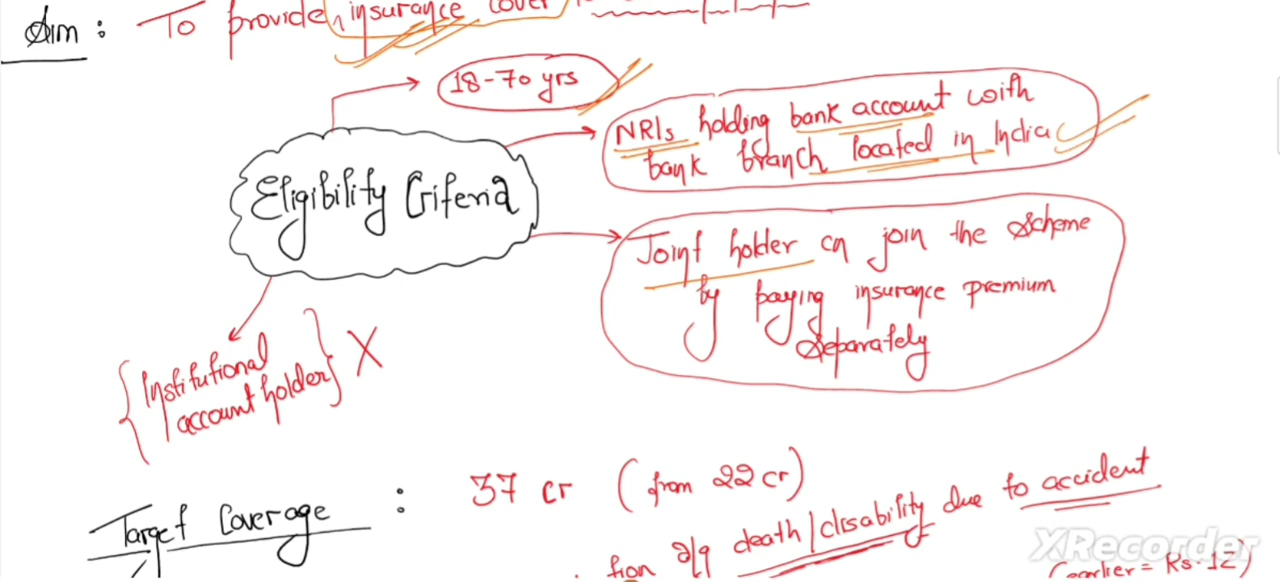 Aim : To provide insurance cover
18-70 yrs
NRIs holding bank account with
bank branch located in India
Eligibility Criteria
Joint holder cn join the scheme
by paying insurance premium
separately
{Institutional
account holder} X
Target Coverage : 37 cr (from 22 cr)
death/disability due to accident
(earlier = Rs. 12)
XRecorder